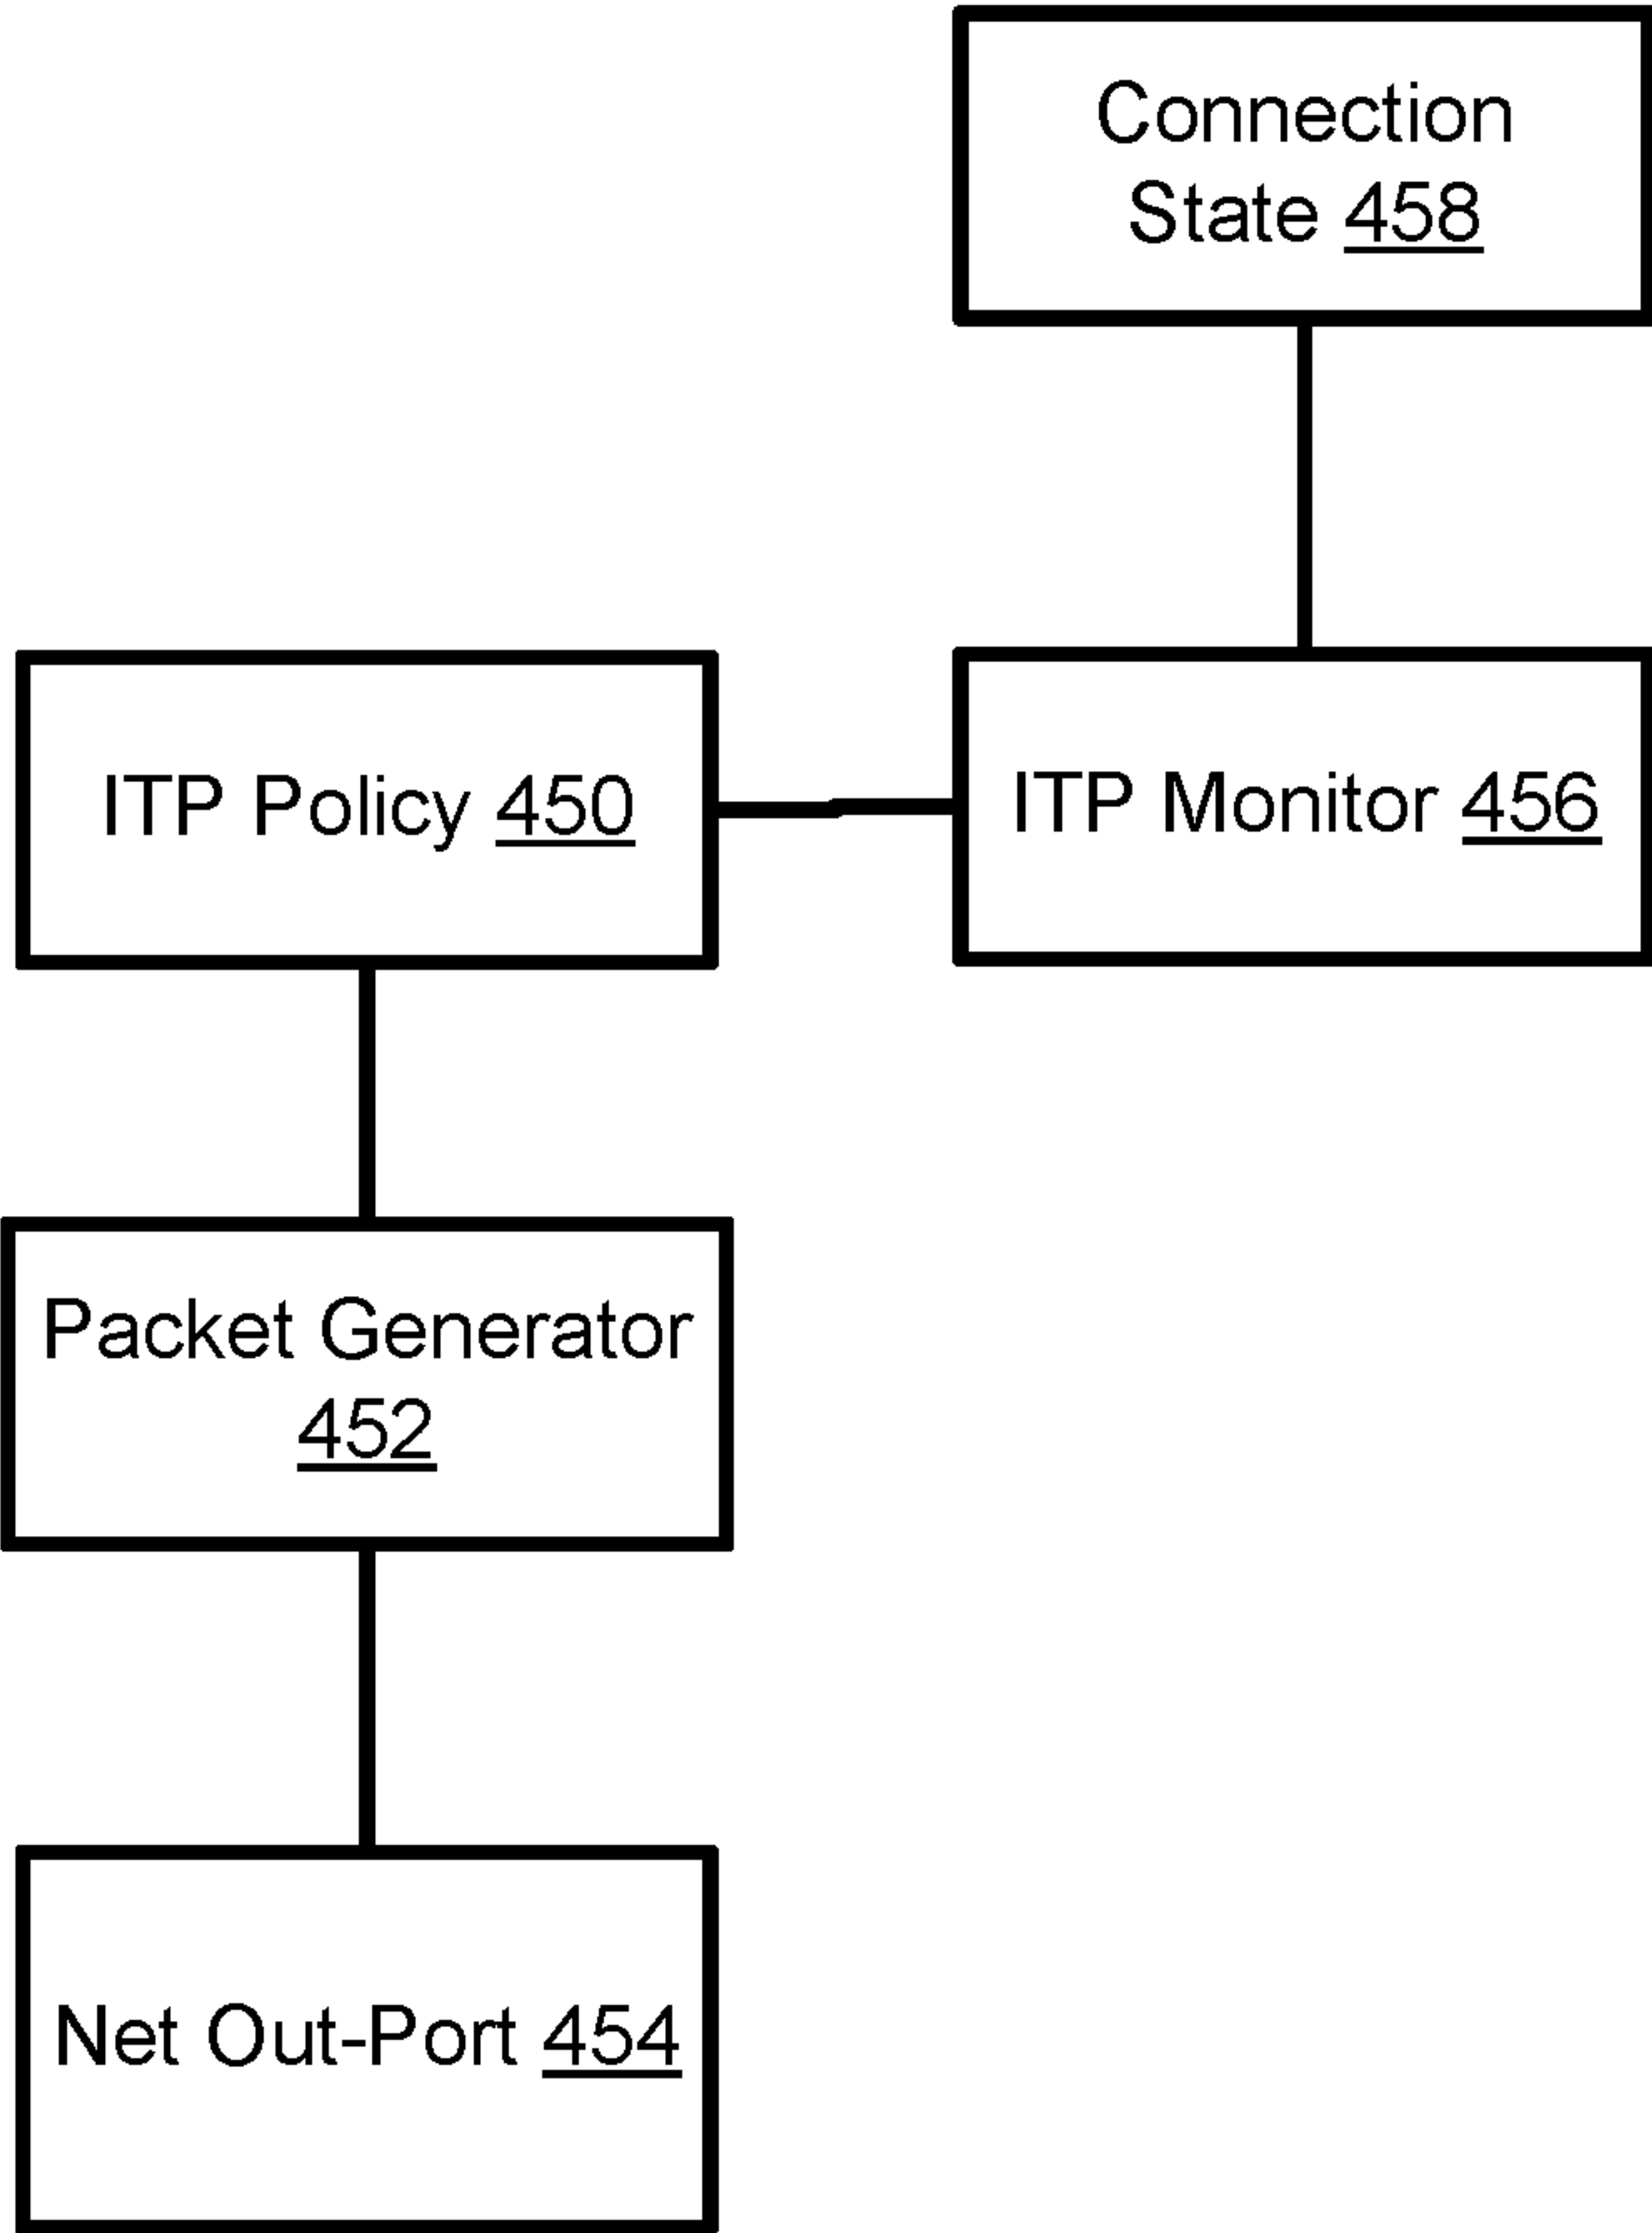 Connection
State 458
ITP Policy 450
ITP Monitor 456
Packet Generator
452
Net Out-Port 454